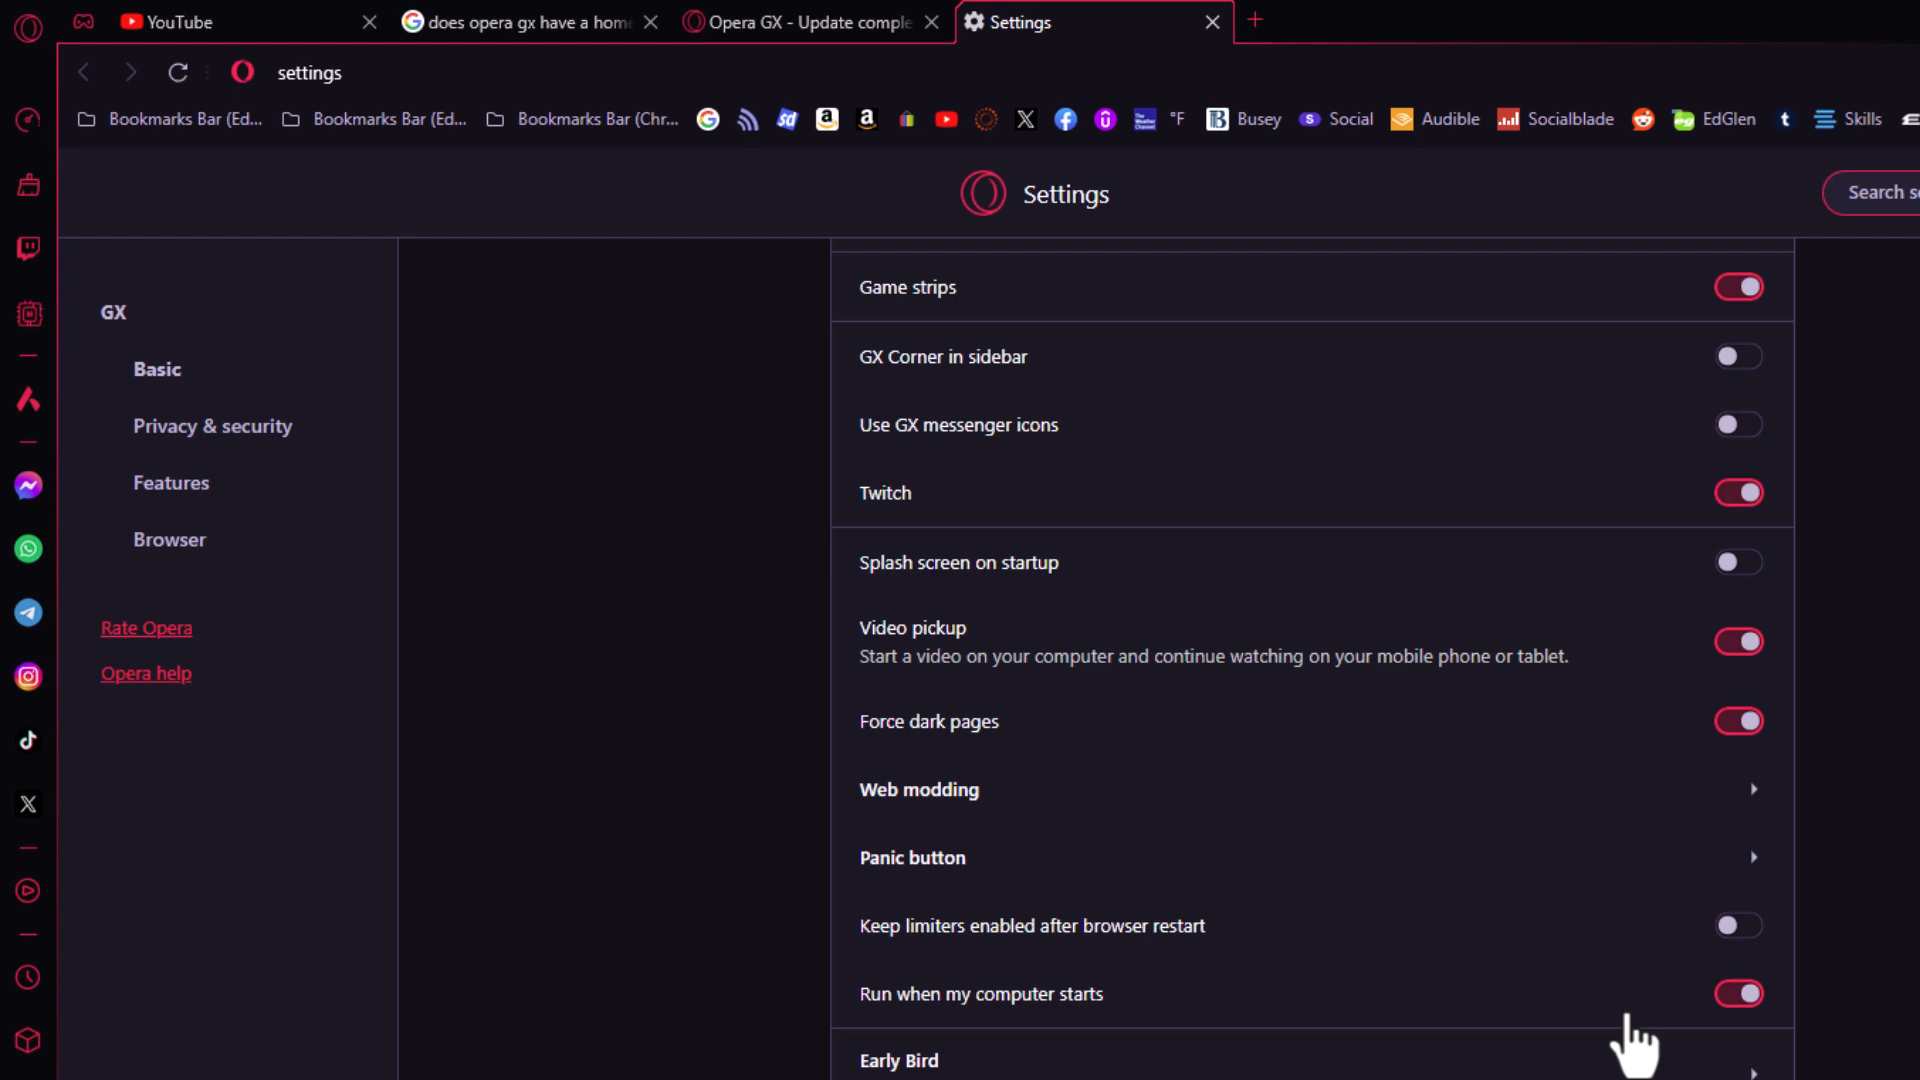 YouTube
does opera gx have a hom
Opera GX - Update comple
Settings
settings
Bookmarks Bar (Ed...
Bookmarks Bar (Ed...
Bookmarks Bar (Chr...
°F
Busey
Social
Audible
Socialblade
EdGlen
Skills
Settings
Search s
GX
Basic
Privacy & security
Features
Browser
Rate Opera
Opera help
Game strips
GX Corner in sidebar
Use GX messenger icons
Twitch
Splash screen on startup
Video pickup
Start a video on your computer and continue watching on your mobile phone or tablet.
Force dark pages
Web modding
Panic button
Keep limiters enabled after browser restart
Run when my computer starts
Early Bird